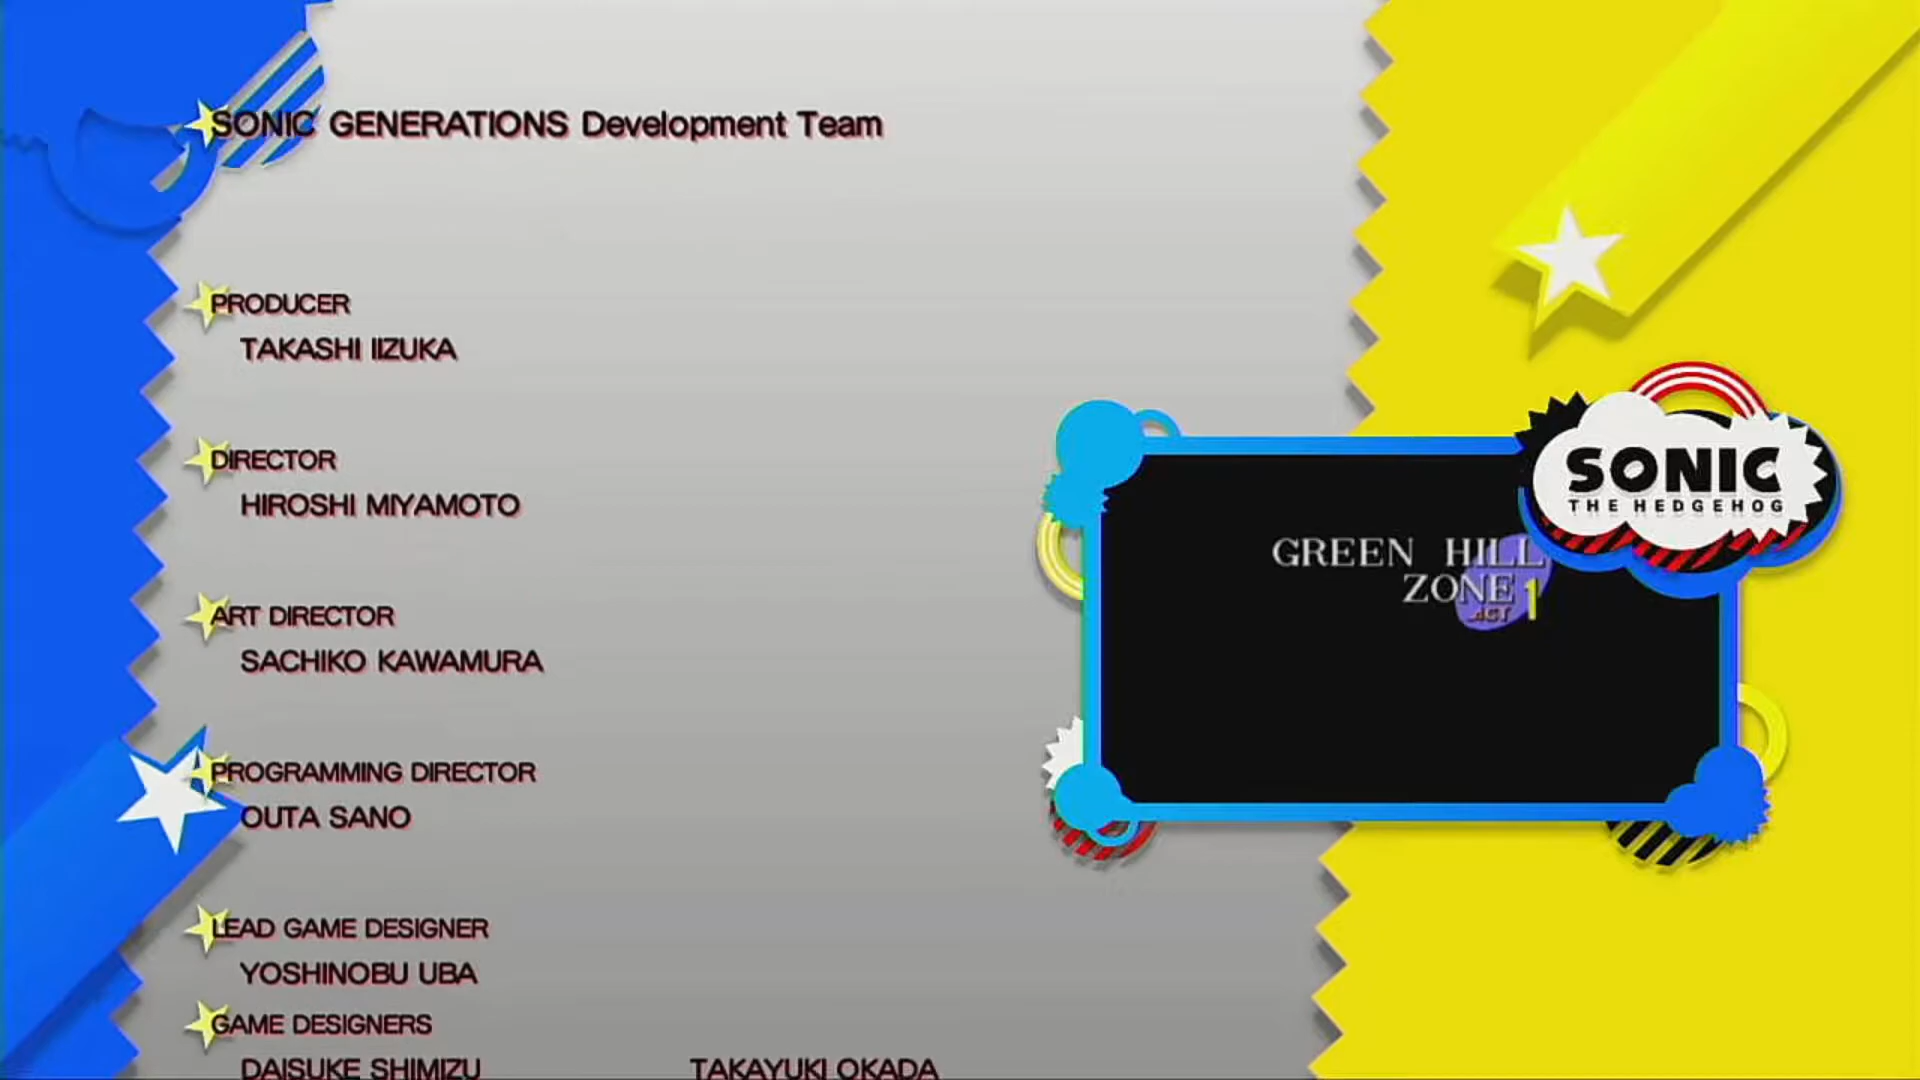 SONIC GENERATIONS Development Team
PRODUCER
TAKASHI IIZUKA
DIRECTOR
HIROSHI MIYAMOTO
ART DIRECTOR
SACHIKO KAWAMURA
PROGRAMMING DIRECTOR
OUTA SANO
LEAD GAME DESIGNER
YOSHINOBU UBA
GAME DESIGNERS
DAISUKE SHIMIZU TAKAYUKI OKADA
SONIC
THE HEDGEHOG
GREEN HILL
ZONE
ACT 1